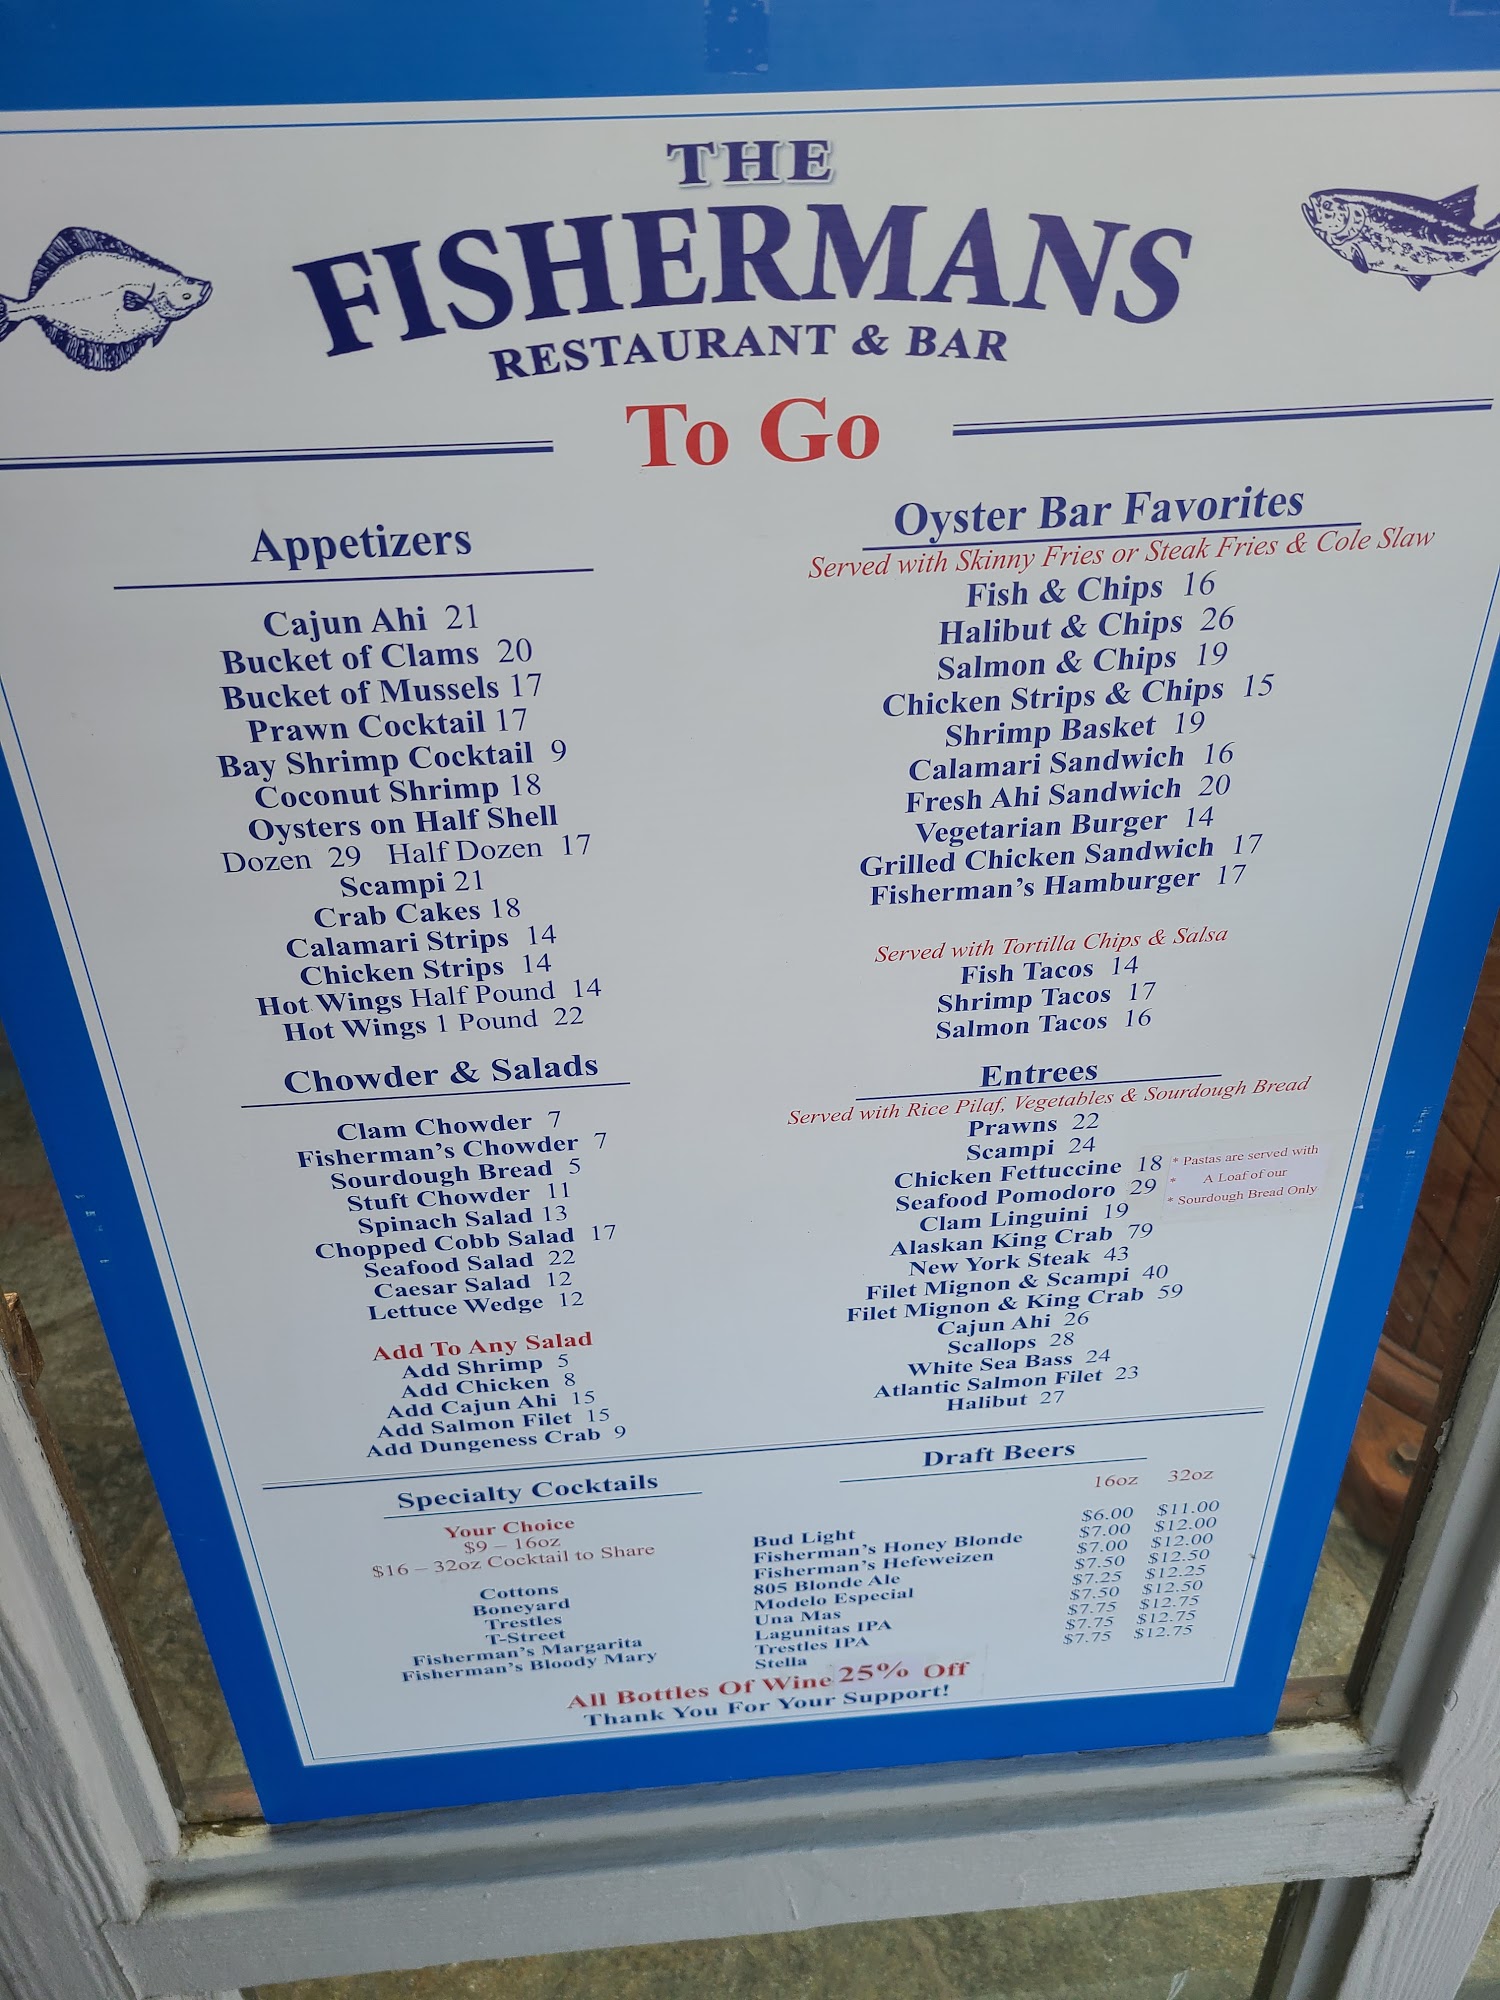 THE
FISHERMANS
RESTAURANT & BAR
To Go
Appetizers
Cajun Ahi 21
Bucket of Clams 20
Bucket of Mussels 17
Prawn Cocktail 17
Bay Shrimp Cocktail 9
Coconut Shrimp 18
Oysters on Half Shell
Dozen 29 Half Dozen 17
Scampi 21
Crab Cakes 18
Calamari Strips 14
Chicken Strips 14
Hot Wings Half Pound 14
Hot Wings 1 Pound 22
Chowder & Salads
Clam Chowder 7
Fisherman's Chowder 7
Sourdough Bread 5
Stuft Chowder 11
Spinach Salad 13
Chopped Cobb Salad 17
Seafood Salad 22
Caesar Salad 12
Lettuce Wedge 12
Add To Any Salad
Add Shrimp 5
Add Chicken 8
Add Cajun Ahi 15
Add Salmon Filet 15
Add Dungeness Crab 9
Oyster Bar Favorites
Served with Skinny Fries or Steak Fries & Cole Slaw
Fish & Chips 16
Halibut & Chips 26
Salmon & Chips 19
Chicken Strips & Chips 15
Shrimp Basket 19
Calamari Sandwich 16
Fresh Ahi Sandwich 20
Vegetarian Burger 14
Grilled Chicken Sandwich 17
Fisherman's Hamburger 17
Served with Tortilla Chips & Salsa
Fish Tacos 14
Shrimp Tacos 17
Salmon Tacos 16
Entrees
Served with Rice Pilaf, Vegetables & Sourdough Bread
Prawns 22
Scampi 24
Chicken Fettuccine 18
Seafood Pomodoro 29
Clam Linguini 19
Alaskan King Crab 79
New York Steak 43
Filet Mignon & Scampi 40
Filet Mignon & King Crab 59
Cajun Ahi 26
Scallops 28
White Sea Bass 24
Atlantic Salmon Filet 23
Halibut 27
* Pastas are served with
* A Loaf of our
* Sourdough Bread Only
Specialty Cocktails
Your Choice
$9 – 16oz
$16 – 32oz Cocktail to Share
Cottons
Boneyard
Trestles
T-Street
Fisherman's Margarita
Fisherman's Bloody Mary
Draft Beers
16oz 32oz
Bud Light $6.00 $11.00
Fisherman's Honey Blonde $7.00 $12.00
Fisherman's Hefeweizen $7.00 $12.00
805 Blonde Ale $7.50 $12.50
Modelo Especial $7.25 $12.25
Una Mas $7.50 $12.50
Lagunitas IPA $7.75 $12.75
Trestles IPA $7.75 $12.75
Stella $7.75 $12.75
All Bottles Of Wine 25% Off
Thank You For Your Support!